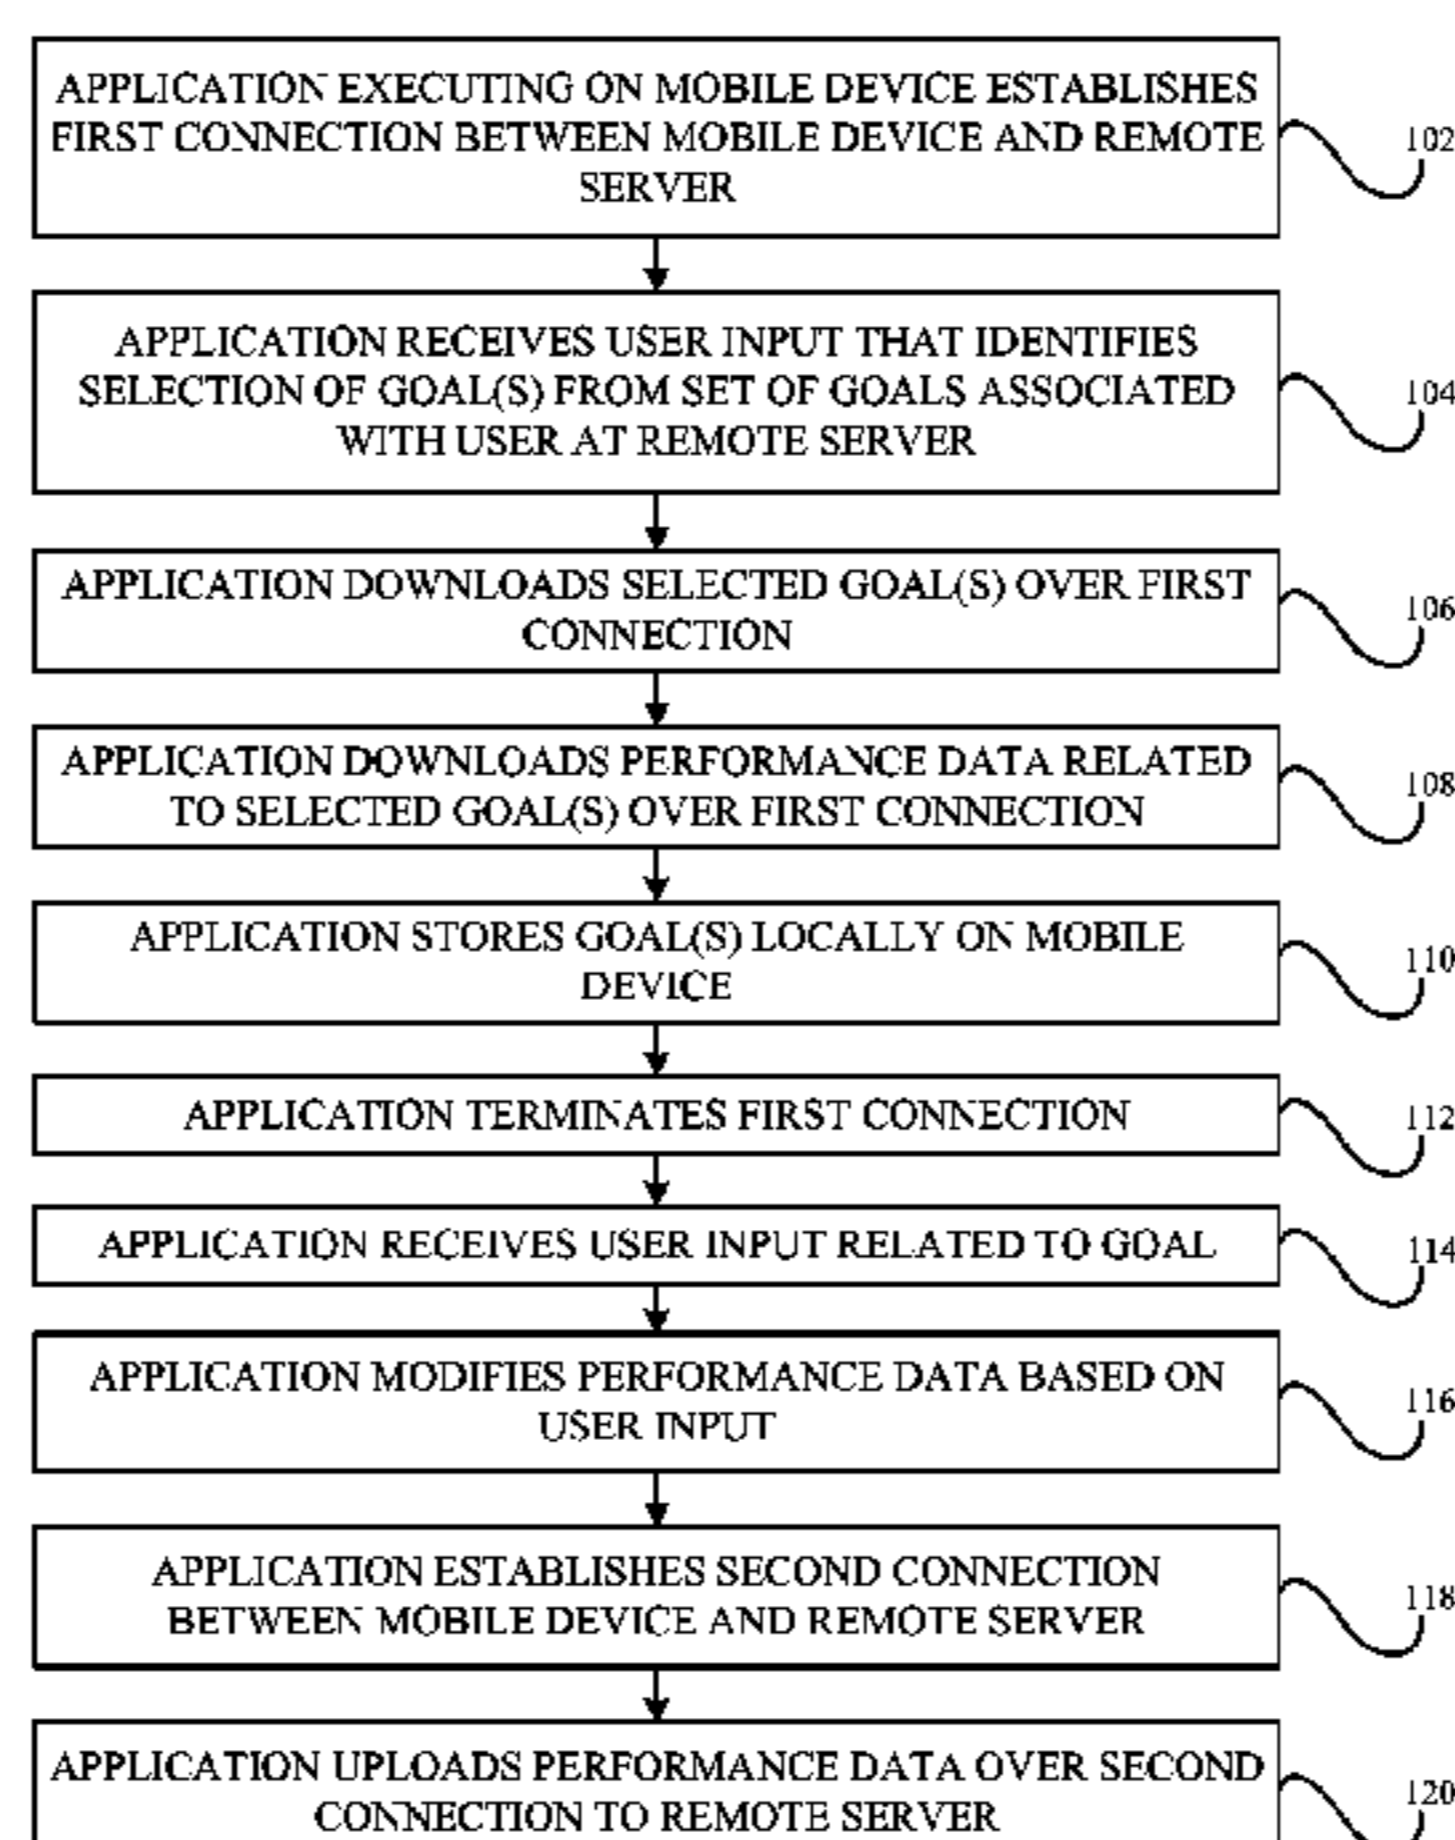 APPLICATION EXECUTING ON MOBILE DEVICE ESTABLISHES
FIRST CONNECTION BETWEEN MOBILE DEVICE AND REMOTE
SERVER
102
APPLICATION RECEIVES USER INPUT THAT IDENTIFIES
SELECTION OF GOAL(S) FROM SET OF GOALS ASSOCIATED
WITH USER AT REMOTE SERVER
104
APPLICATION DOWNLOADS SELECTED GOAL(S) OVER FIRST
CONNECTION
106
APPLICATION DOWNLOADS PERFORMANCE DATA RELATED
TO SELECTED GOAL(S) OVER FIRST CONNECTION
108
APPLICATION STORES GOAL(S) LOCALLY ON MOBILE
DEVICE
110
APPLICATION TERMINATES FIRST CONNECTION
112
APPLICATION RECEIVES USER INPUT RELATED TO GOAL
114
APPLICATION MODIFIES PERFORMANCE DATA BASED ON
USER INPUT
116
APPLICATION ESTABLISHES SECOND CONNECTION
BETWEEN MOBILE DEVICE AND REMOTE SERVER
118
APPLICATION UPLOADS PERFORMANCE DATA OVER SECOND
CONNECTION TO REMOTE SERVER
120